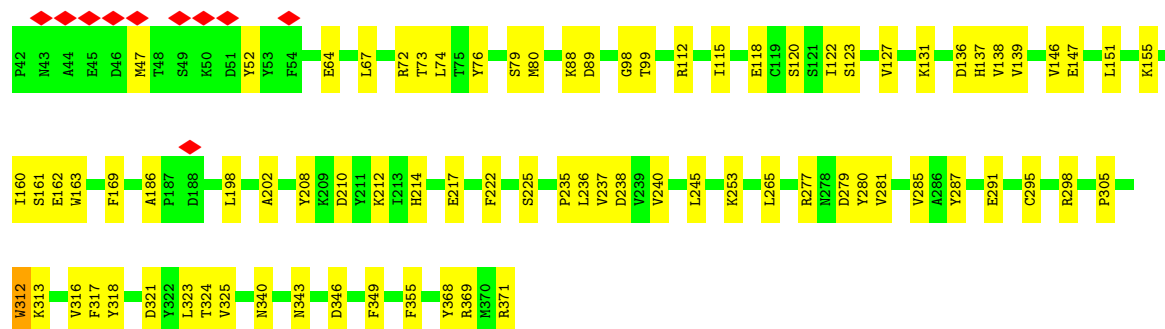 P42 N43 A44 E45 D46 M47 T48 S49 K50 D51 Y52 Y53 F54 E64 L67 R72 T73 L74 T75 Y76 S79 M80 K88 D89 G98 T99 R112 I115 E118 C119 S120 S121 I122 S123 V127 K131 D136 H137 V138 V139 V146 E147 L151 K155
I160 S161 E162 W163 F169 A186 P187 D188 L198 A202 Y208 K209 D210 Y211 K212 I213 H214 E217 F222 S225 P235 L236 V237 D238 V239 V240 L245 K253 L265 R277 N278 D279 Y280 V281 V285 A286 Y287 E291 C295 R298 P305
W312 K313 V316 F317 Y318 D321 Y322 L323 T324 V325 N340 N343 D346 F349 F355 Y368 R369 M370 R371